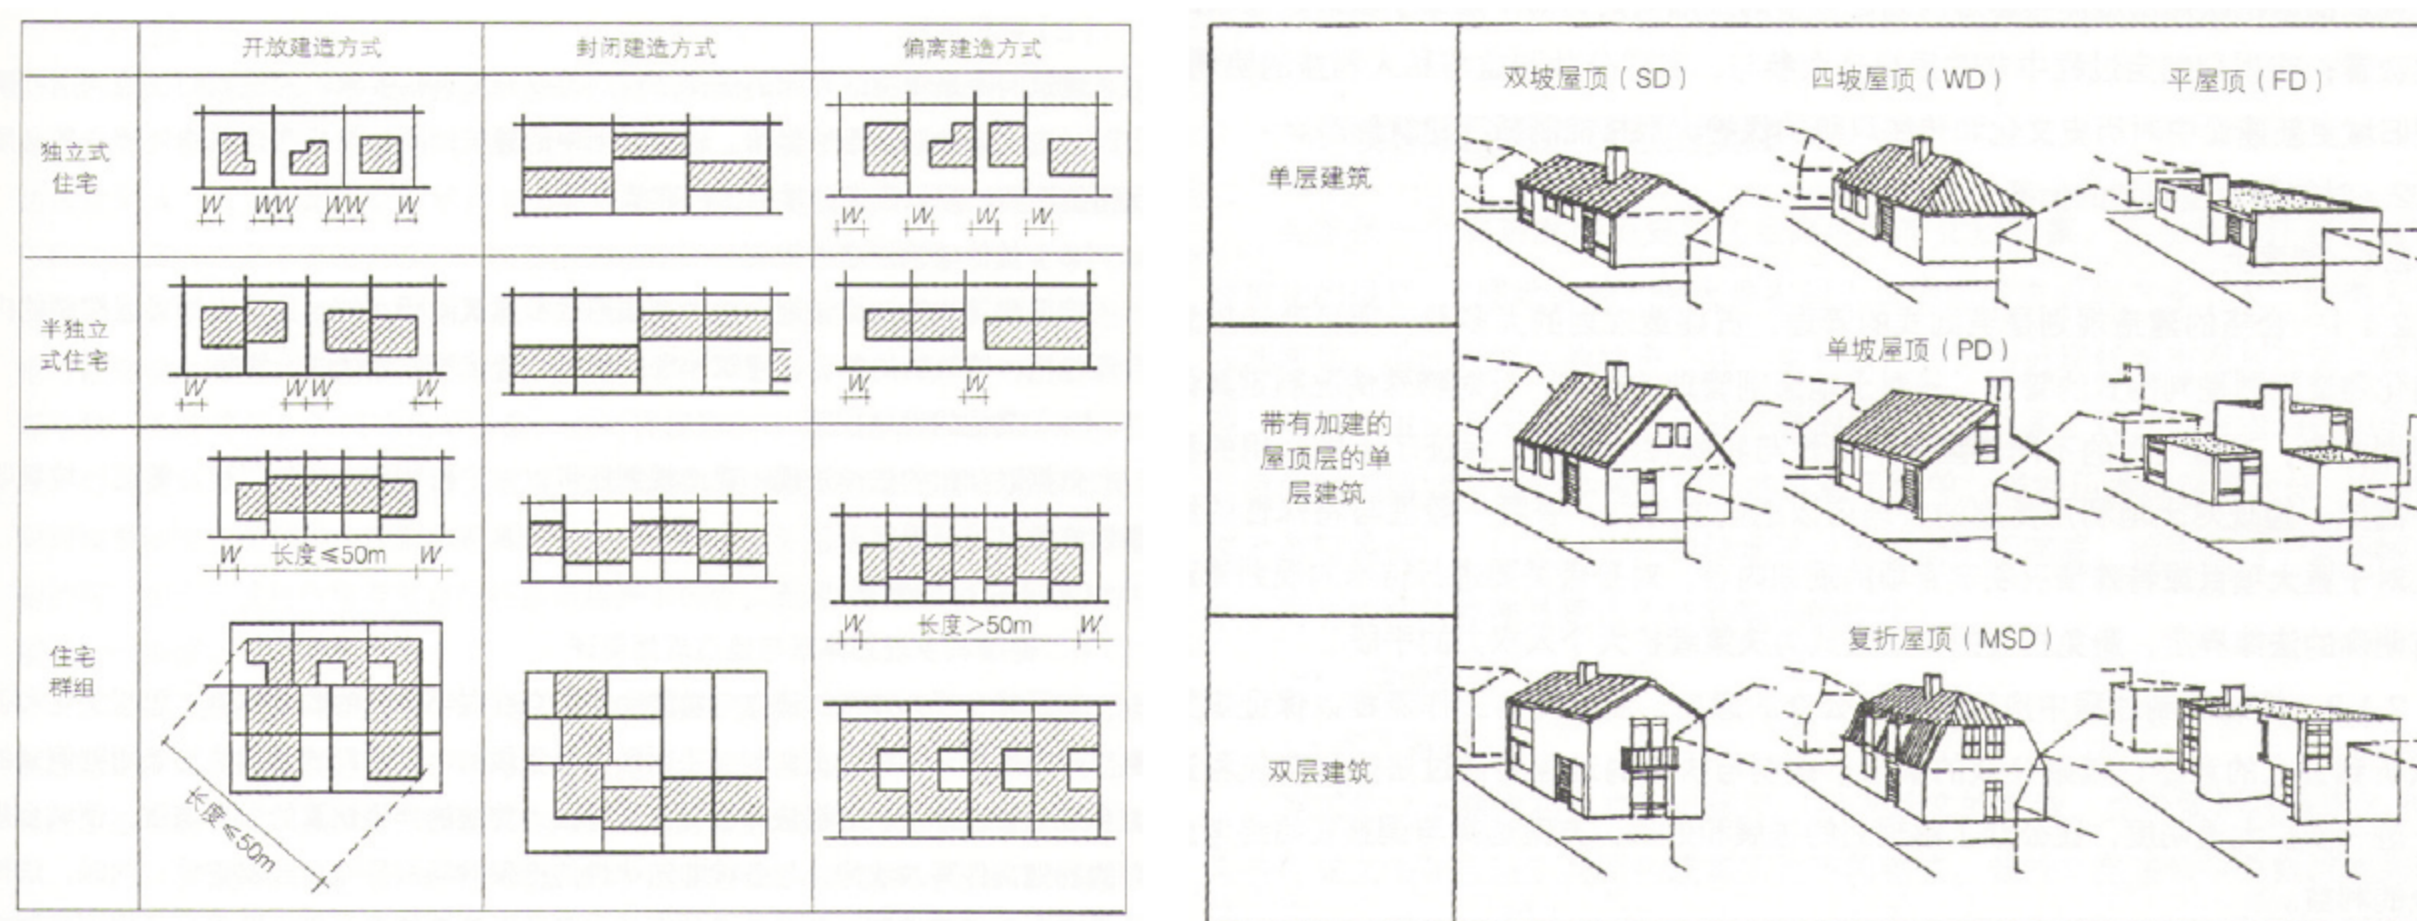 开放建造方式
封闭建造方式
偏离建造方式
独立式
住宅
W WW WW W
W W W W
半独立
式住宅
W WW W
W W
W 长度≤50m W
W 长度>50m W
住宅
群组
长度≤50m
双坡屋顶(SD)
四坡屋顶(WD)
平屋顶(FD)
单层建筑
单坡屋顶(PD)
带有加建的
屋顶层的单
层建筑
复折屋顶(MSD)
双层建筑